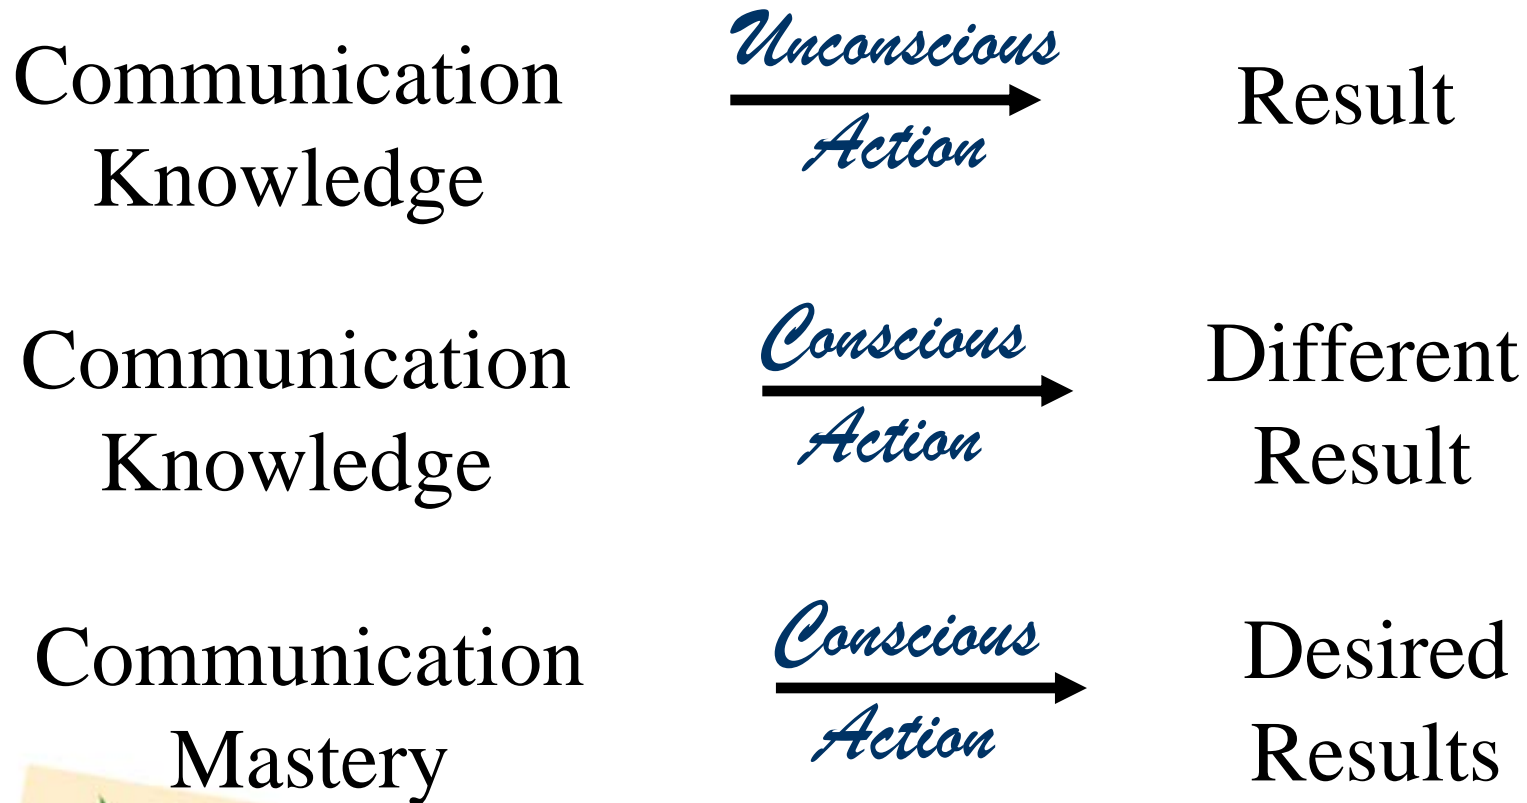 Communication
Knowledge
Unconscious
Action
Result
Communication
Knowledge
Conscious
Action
Different
Result
Communication
Mastery
Conscious
Action
Desired
Results